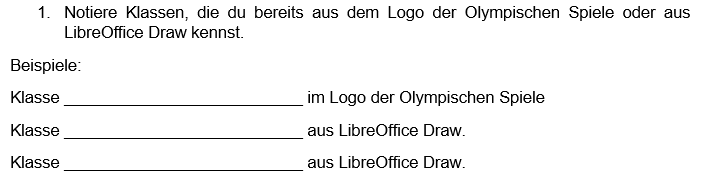 1. Notiere Klassen, die du bereits aus dem Logo der Olympischen Spiele oder aus
LibreOffice Draw kennst.
Beispiele:
Klasse ___________________________ im Logo der Olympischen Spiele
Klasse ___________________________ aus LibreOffice Draw.
Klasse ___________________________ aus LibreOffice Draw.